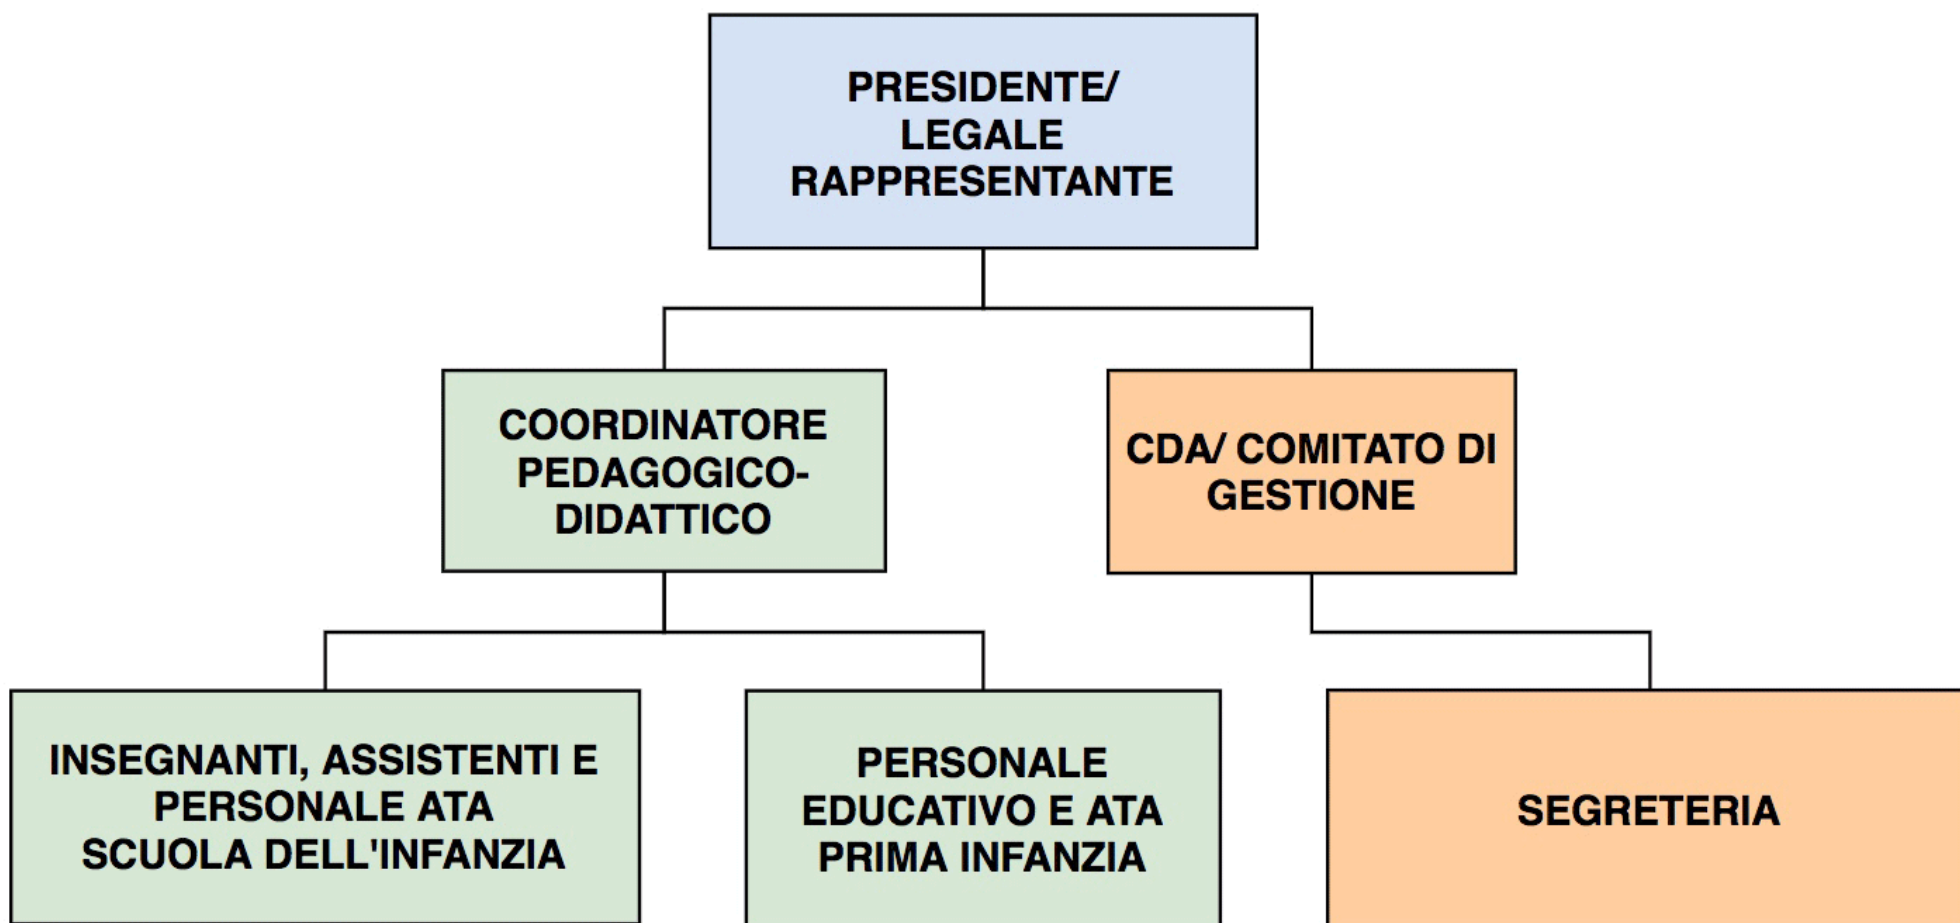 PRESIDENTE/
LEGALE
RAPPRESENTANTE
COORDINATORE
PEDAGOGICO-
DIDATTICO
CDA/ COMITATO DI
GESTIONE
INSEGNANTI, ASSISTENTI E
PERSONALE ATA
SCUOLA DELL'INFANZIA
PERSONALE
EDUCATIVO E ATA
PRIMA INFANZIA
SEGRETERIA